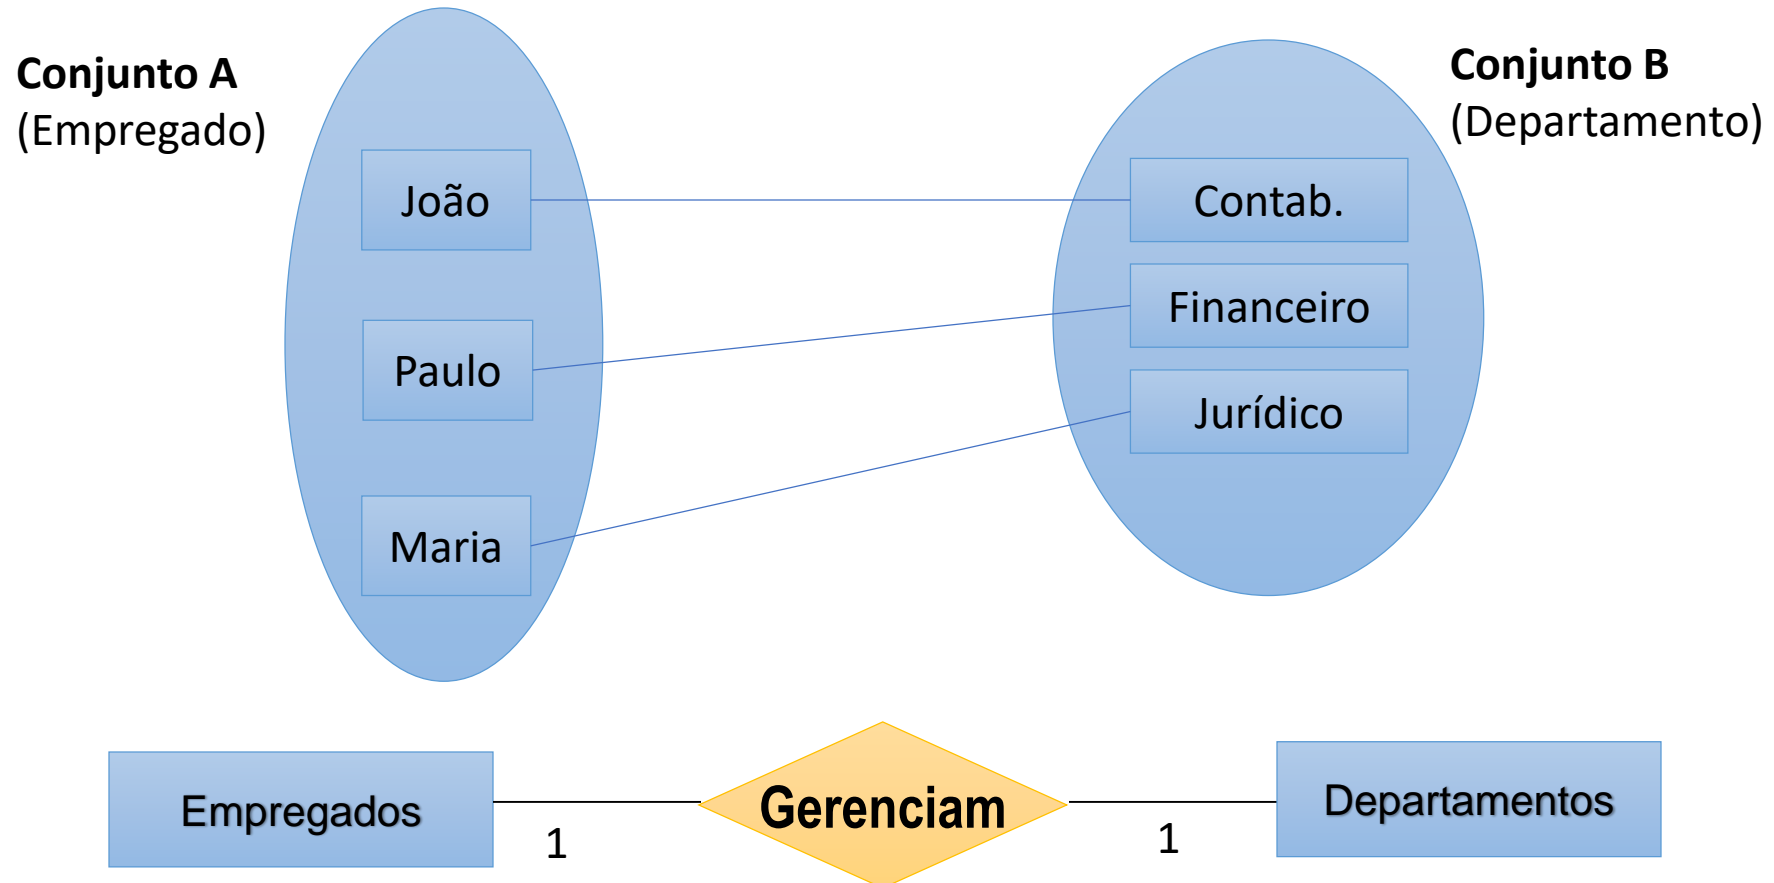 Conjunto A
(Empregado)
Conjunto B
(Departamento)
João
Contab.
Paulo
Financeiro
Maria
Jurídico
Empregados
1
Gerenciam
1
Departamentos